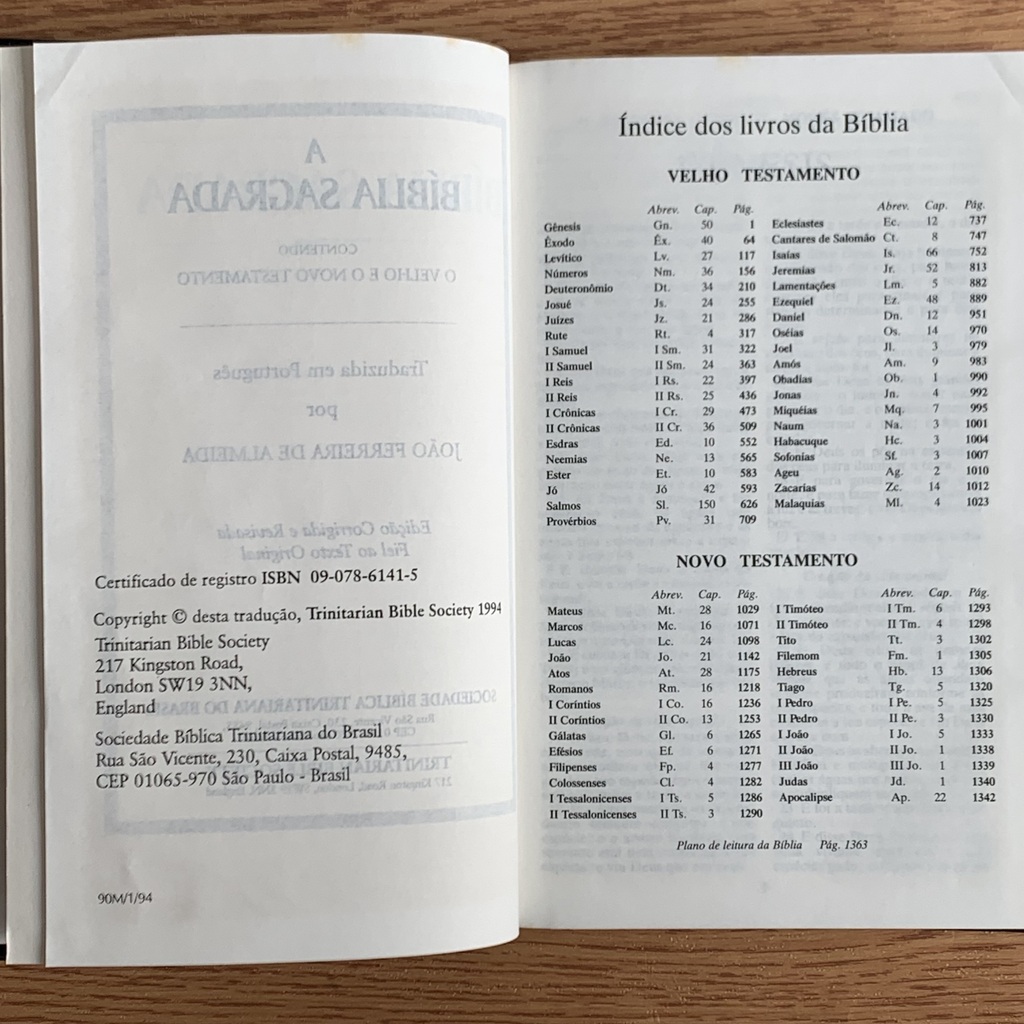 Certificado de registro ISBN 09-078-6141-5
Copyright © desta tradução, Trinitarian Bible Society 1994
Trinitarian Bible Society
217 Kingston Road,
London SW19 3NN,
England
Sociedade Bíblica Trinitariana do Brasil
Rua São Vicente, 230, Caixa Postal, 9485,
CEP 01065-970 São Paulo - Brasil
90M/1/94
Índice dos livros da Bíblia
VELHO TESTAMENTO
Abrev. Cap. Pág.
Gênesis Gn. 50 1
Êxodo Êx. 40 64
Levítico Lv. 27 117
Números Nm. 36 156
Deuteronômio Dt. 34 210
Josué Js. 24 255
Juízes Jz. 21 286
Rute Rt. 4 317
I Samuel I Sm. 31 322
II Samuel II Sm. 24 363
I Reis I Rs. 22 397
II Reis II Rs. 25 436
I Crônicas I Cr. 29 473
II Crônicas II Cr. 36 509
Esdras Ed. 10 552
Neemias Ne. 13 565
Ester Et. 10 583
Jó Jó 42 593
Salmos Sl. 150 626
Provérbios Pv. 31 709
Abrev. Cap. Pág.
Eclesiastes Ec. 12 737
Cantares de Salomão Ct. 8 747
Isaías Is. 66 752
Jeremias Jr. 52 813
Lamentações Lm. 5 882
Ezequiel Ez. 48 889
Daniel Dn. 12 951
Oséias Os. 14 970
Joel Jl. 3 979
Amós Am. 9 983
Obadias Ob. 1 990
Jonas Jn. 4 992
Miquéias Mq. 7 995
Naum Na. 3 1001
Habacuque Hc. 3 1004
Sofonias Sf. 3 1007
Ageu Ag. 2 1010
Zacarias Zc. 14 1012
Malaquias Ml. 4 1023
NOVO TESTAMENTO
Abrev. Cap. Pág.
Mateus Mt. 28 1029
Marcos Mc. 16 1071
Lucas Lc. 24 1098
João Jo. 21 1142
Atos At. 28 1175
Romanos Rm. 16 1218
I Coríntios I Co. 16 1236
II Coríntios II Co. 13 1253
Gálatas Gl. 6 1265
Efésios Ef. 6 1271
Filipenses Fp. 4 1277
Colossenses Cl. 4 1282
I Tessalonicenses I Ts. 5 1286
II Tessalonicenses II Ts. 3 1290
Abrev. Cap. Pág.
I Timóteo I Tm. 6 1293
II Timóteo II Tm. 4 1298
Tito Tt. 3 1302
Filemom Fm. 1 1305
Hebreus Hb. 13 1306
Tiago Tg. 5 1320
I Pedro I Pe. 5 1325
II Pedro II Pe. 3 1330
I João I Jo. 5 1333
II João II Jo. 1 1338
III João III Jo. 1 1339
Judas Jd. 1 1340
Apocalipse Ap. 22 1342
Plano de leitura da Bíblia Pág. 1363